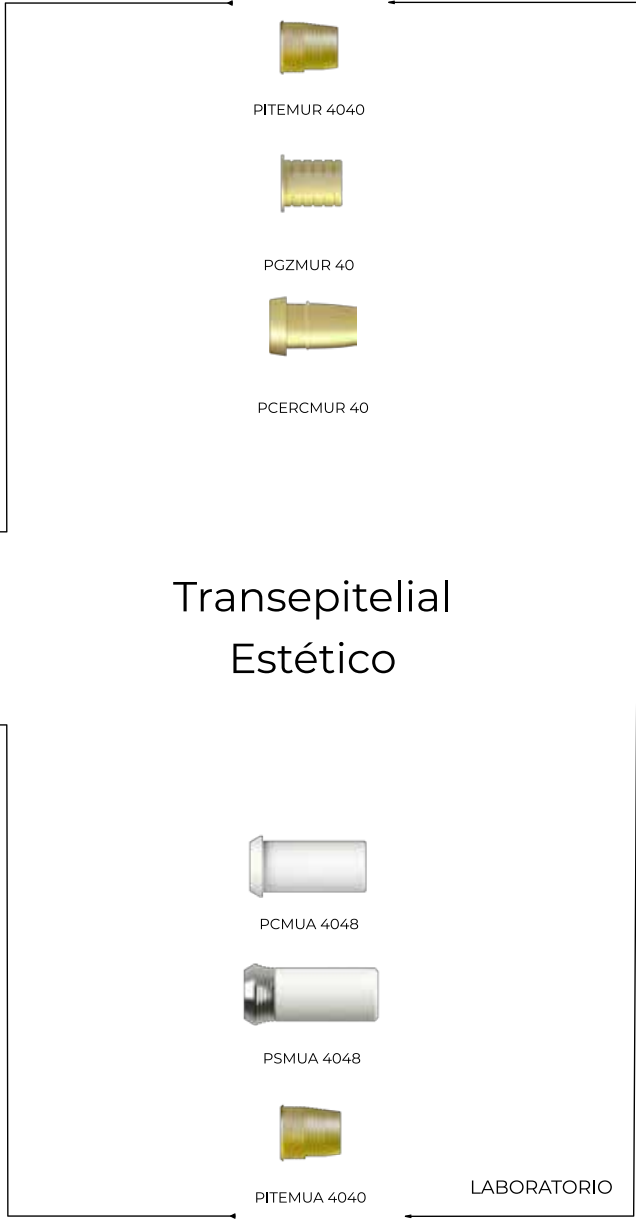 PITEMUR 4040
PGZMUR 40
PCERCMUR 40
Transepitelial
Estético
PCMUA 4048
PSMUA 4048
PITEMUA 4040
LABORATORIO